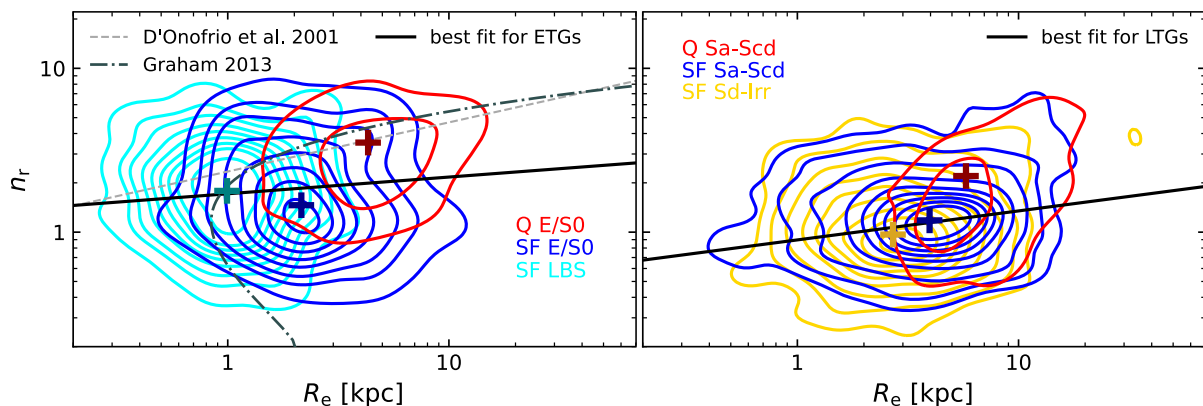 D'Onofrio et al. 2001
Graham 2013
best fit for ETGs
Q E/S0
SF E/S0
SF LBS
10
1
n_r
1
10
R_e [kpc]
best fit for LTGs
Q Sa-Scd
SF Sa-Scd
SF Sd-Irr
1
10
R_e [kpc]